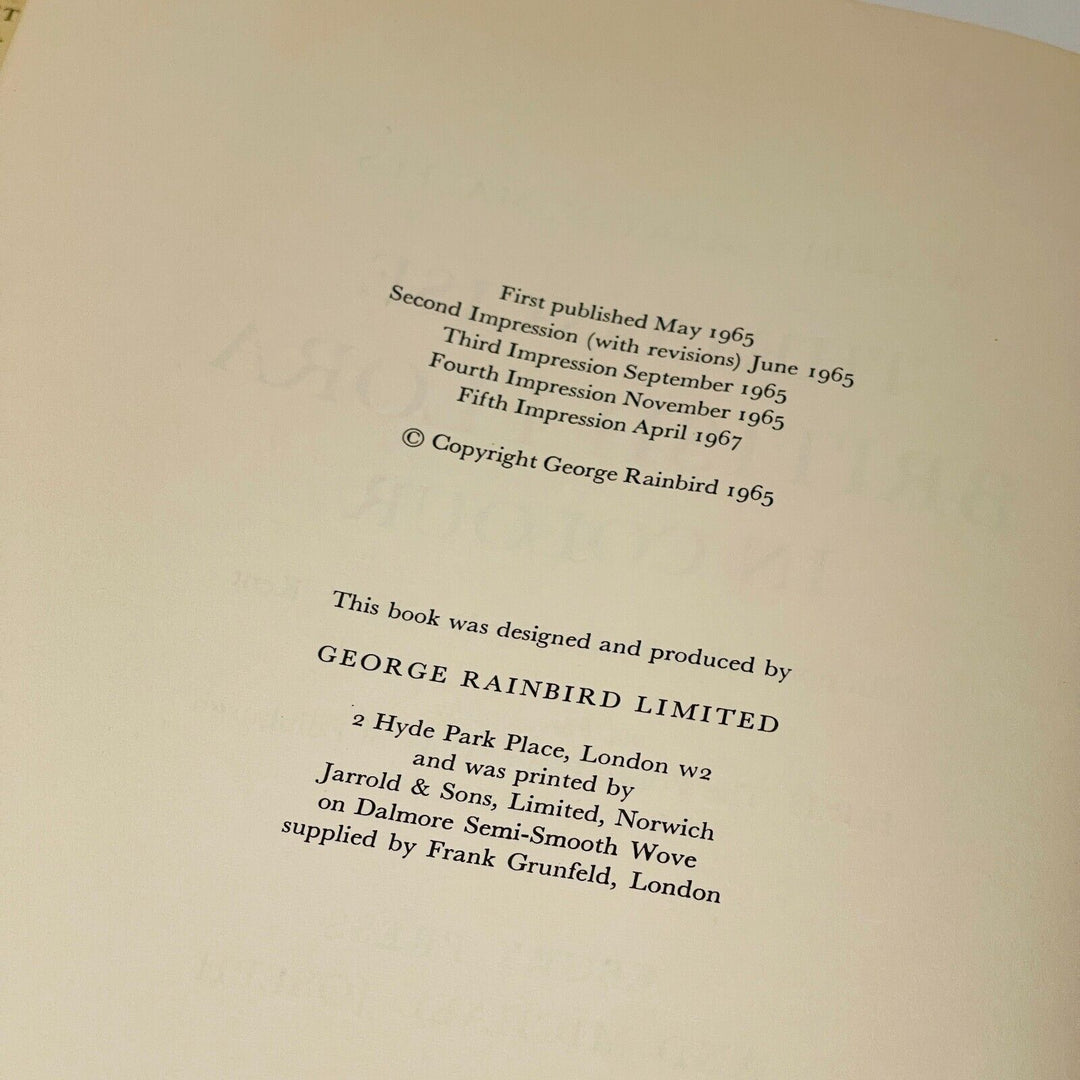 First published May 1965
Second Impression (with revisions) June 1965
Third Impression September 1965
Fourth Impression November 1965
Fifth Impression April 1967
© Copyright George Rainbird 1965
This book was designed and produced by
GEORGE RAINBIRD LIMITED
2 Hyde Park Place, London W2
and was printed by
Jarrold & Sons, Limited, Norwich
on Dalmore Semi-Smooth Wove
supplied by Frank Grunfeld, London